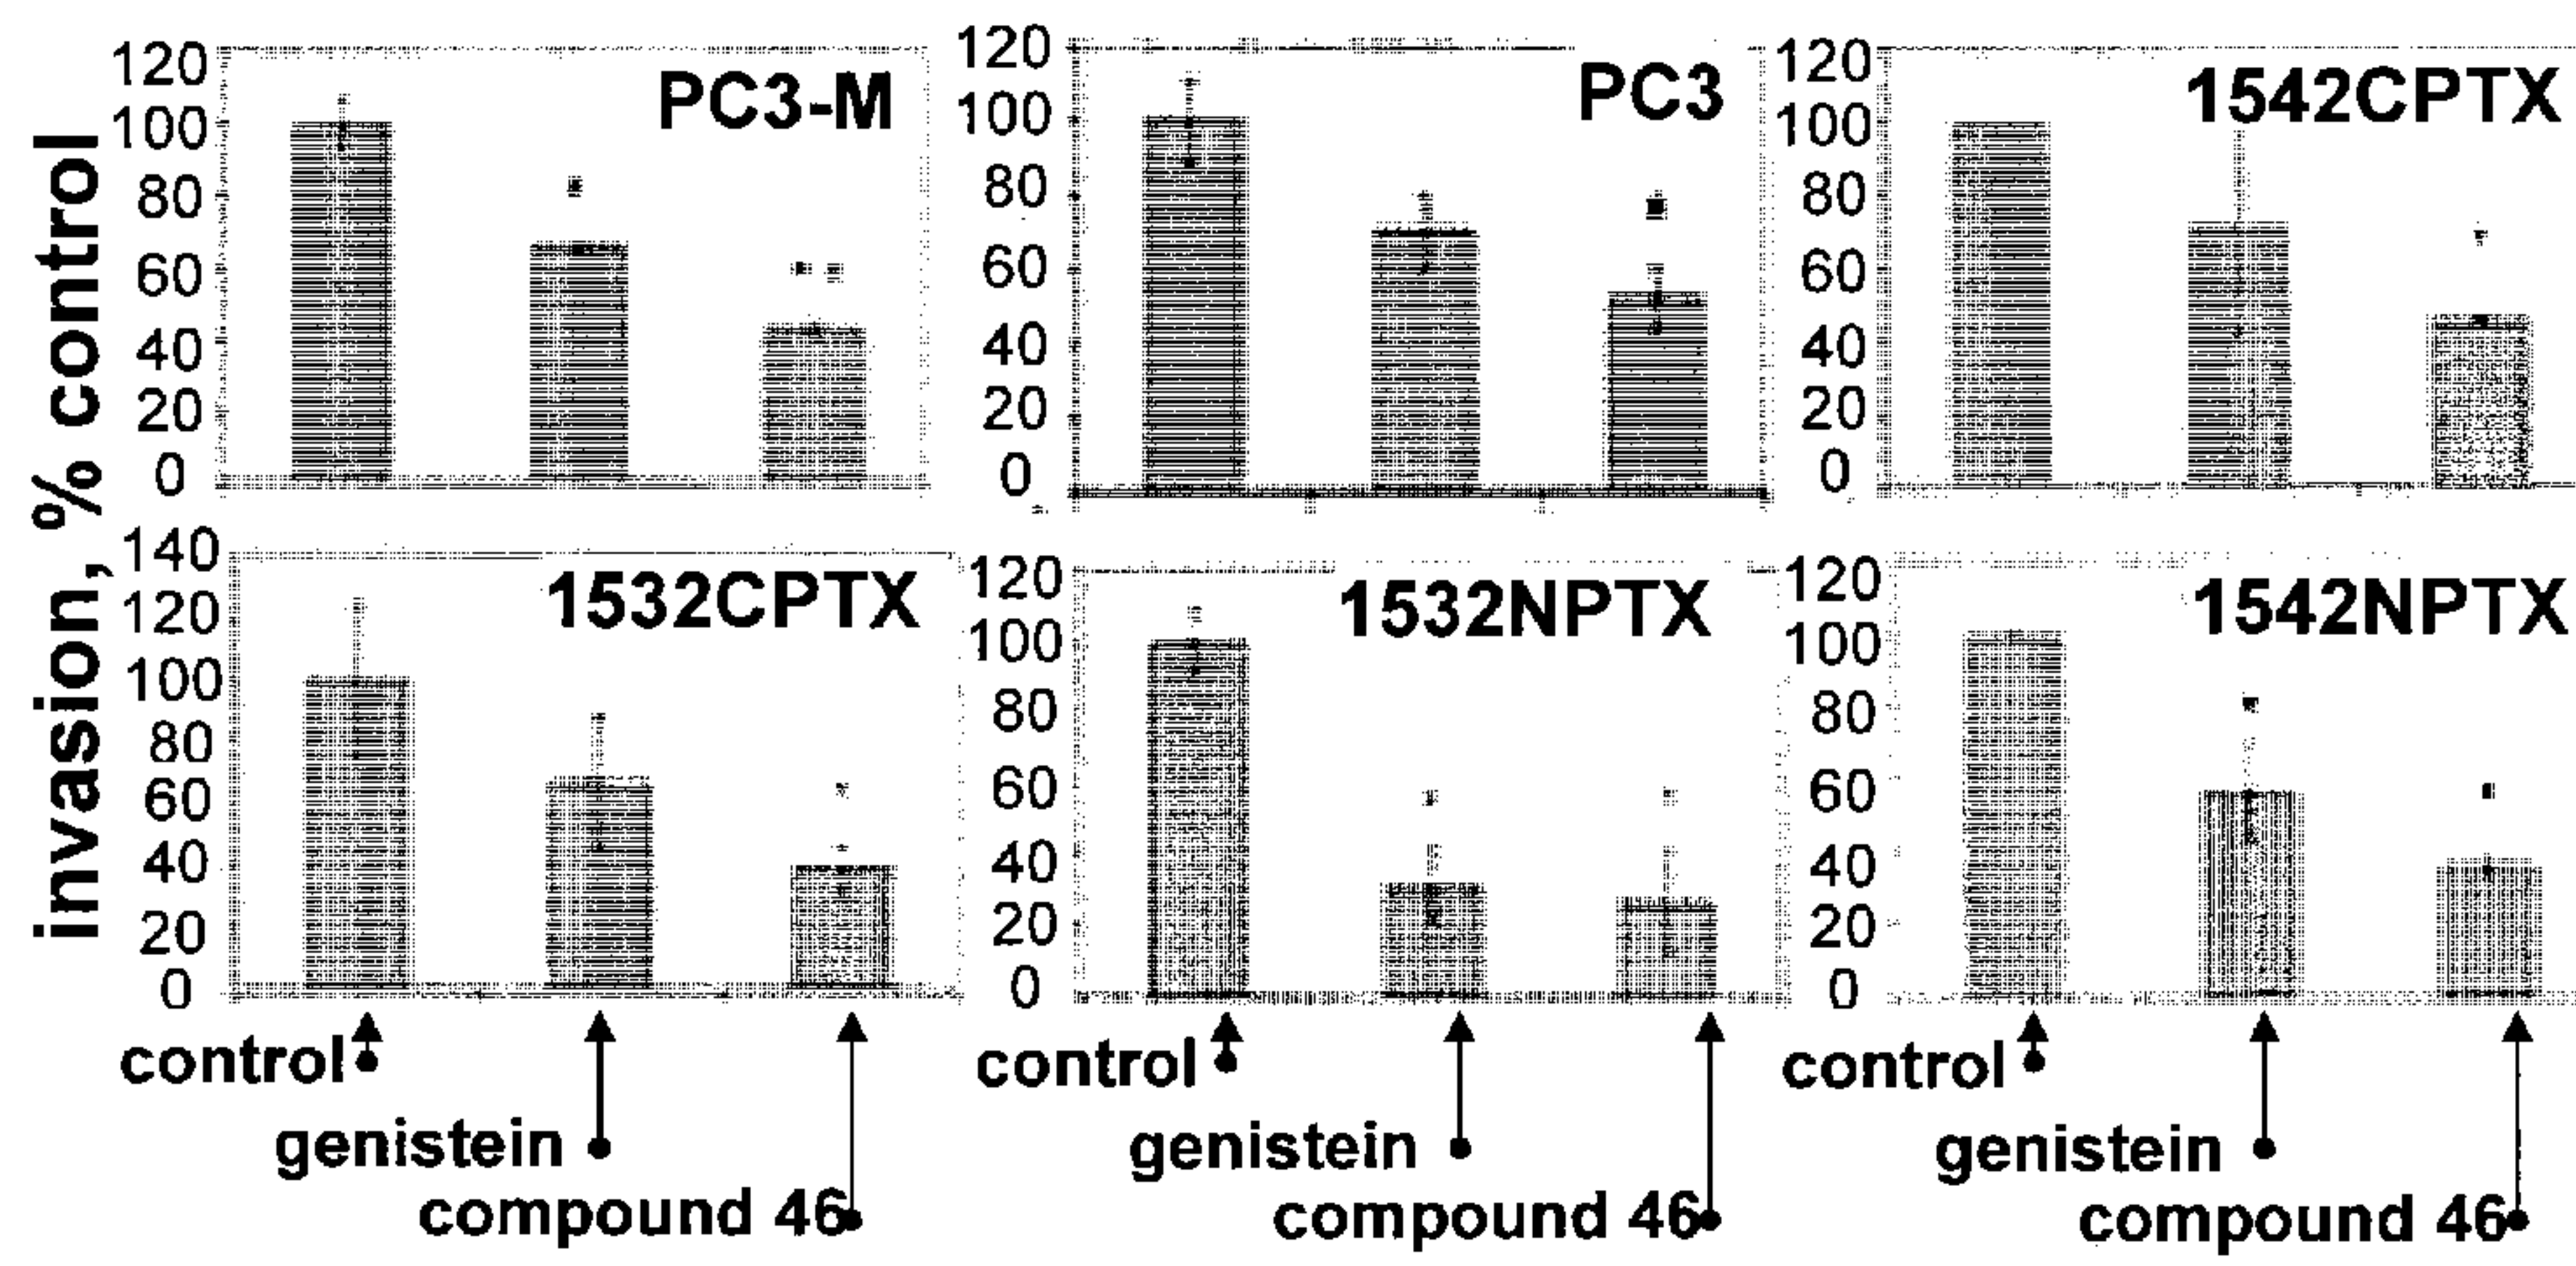 invasion, % control
PC3-M
120
100
80
60
40
20
0
PC3
120
100
80
60
40
20
0
1542CPTX
120
100
80
60
40
20
0
1532CPTX
140
120
100
80
60
40
20
0
1532NPTX
120
100
80
60
40
20
0
1542NPTX
120
100
80
60
40
20
0
control
genistein
compound 46
control
genistein
compound 46
control
genistein
compound 46